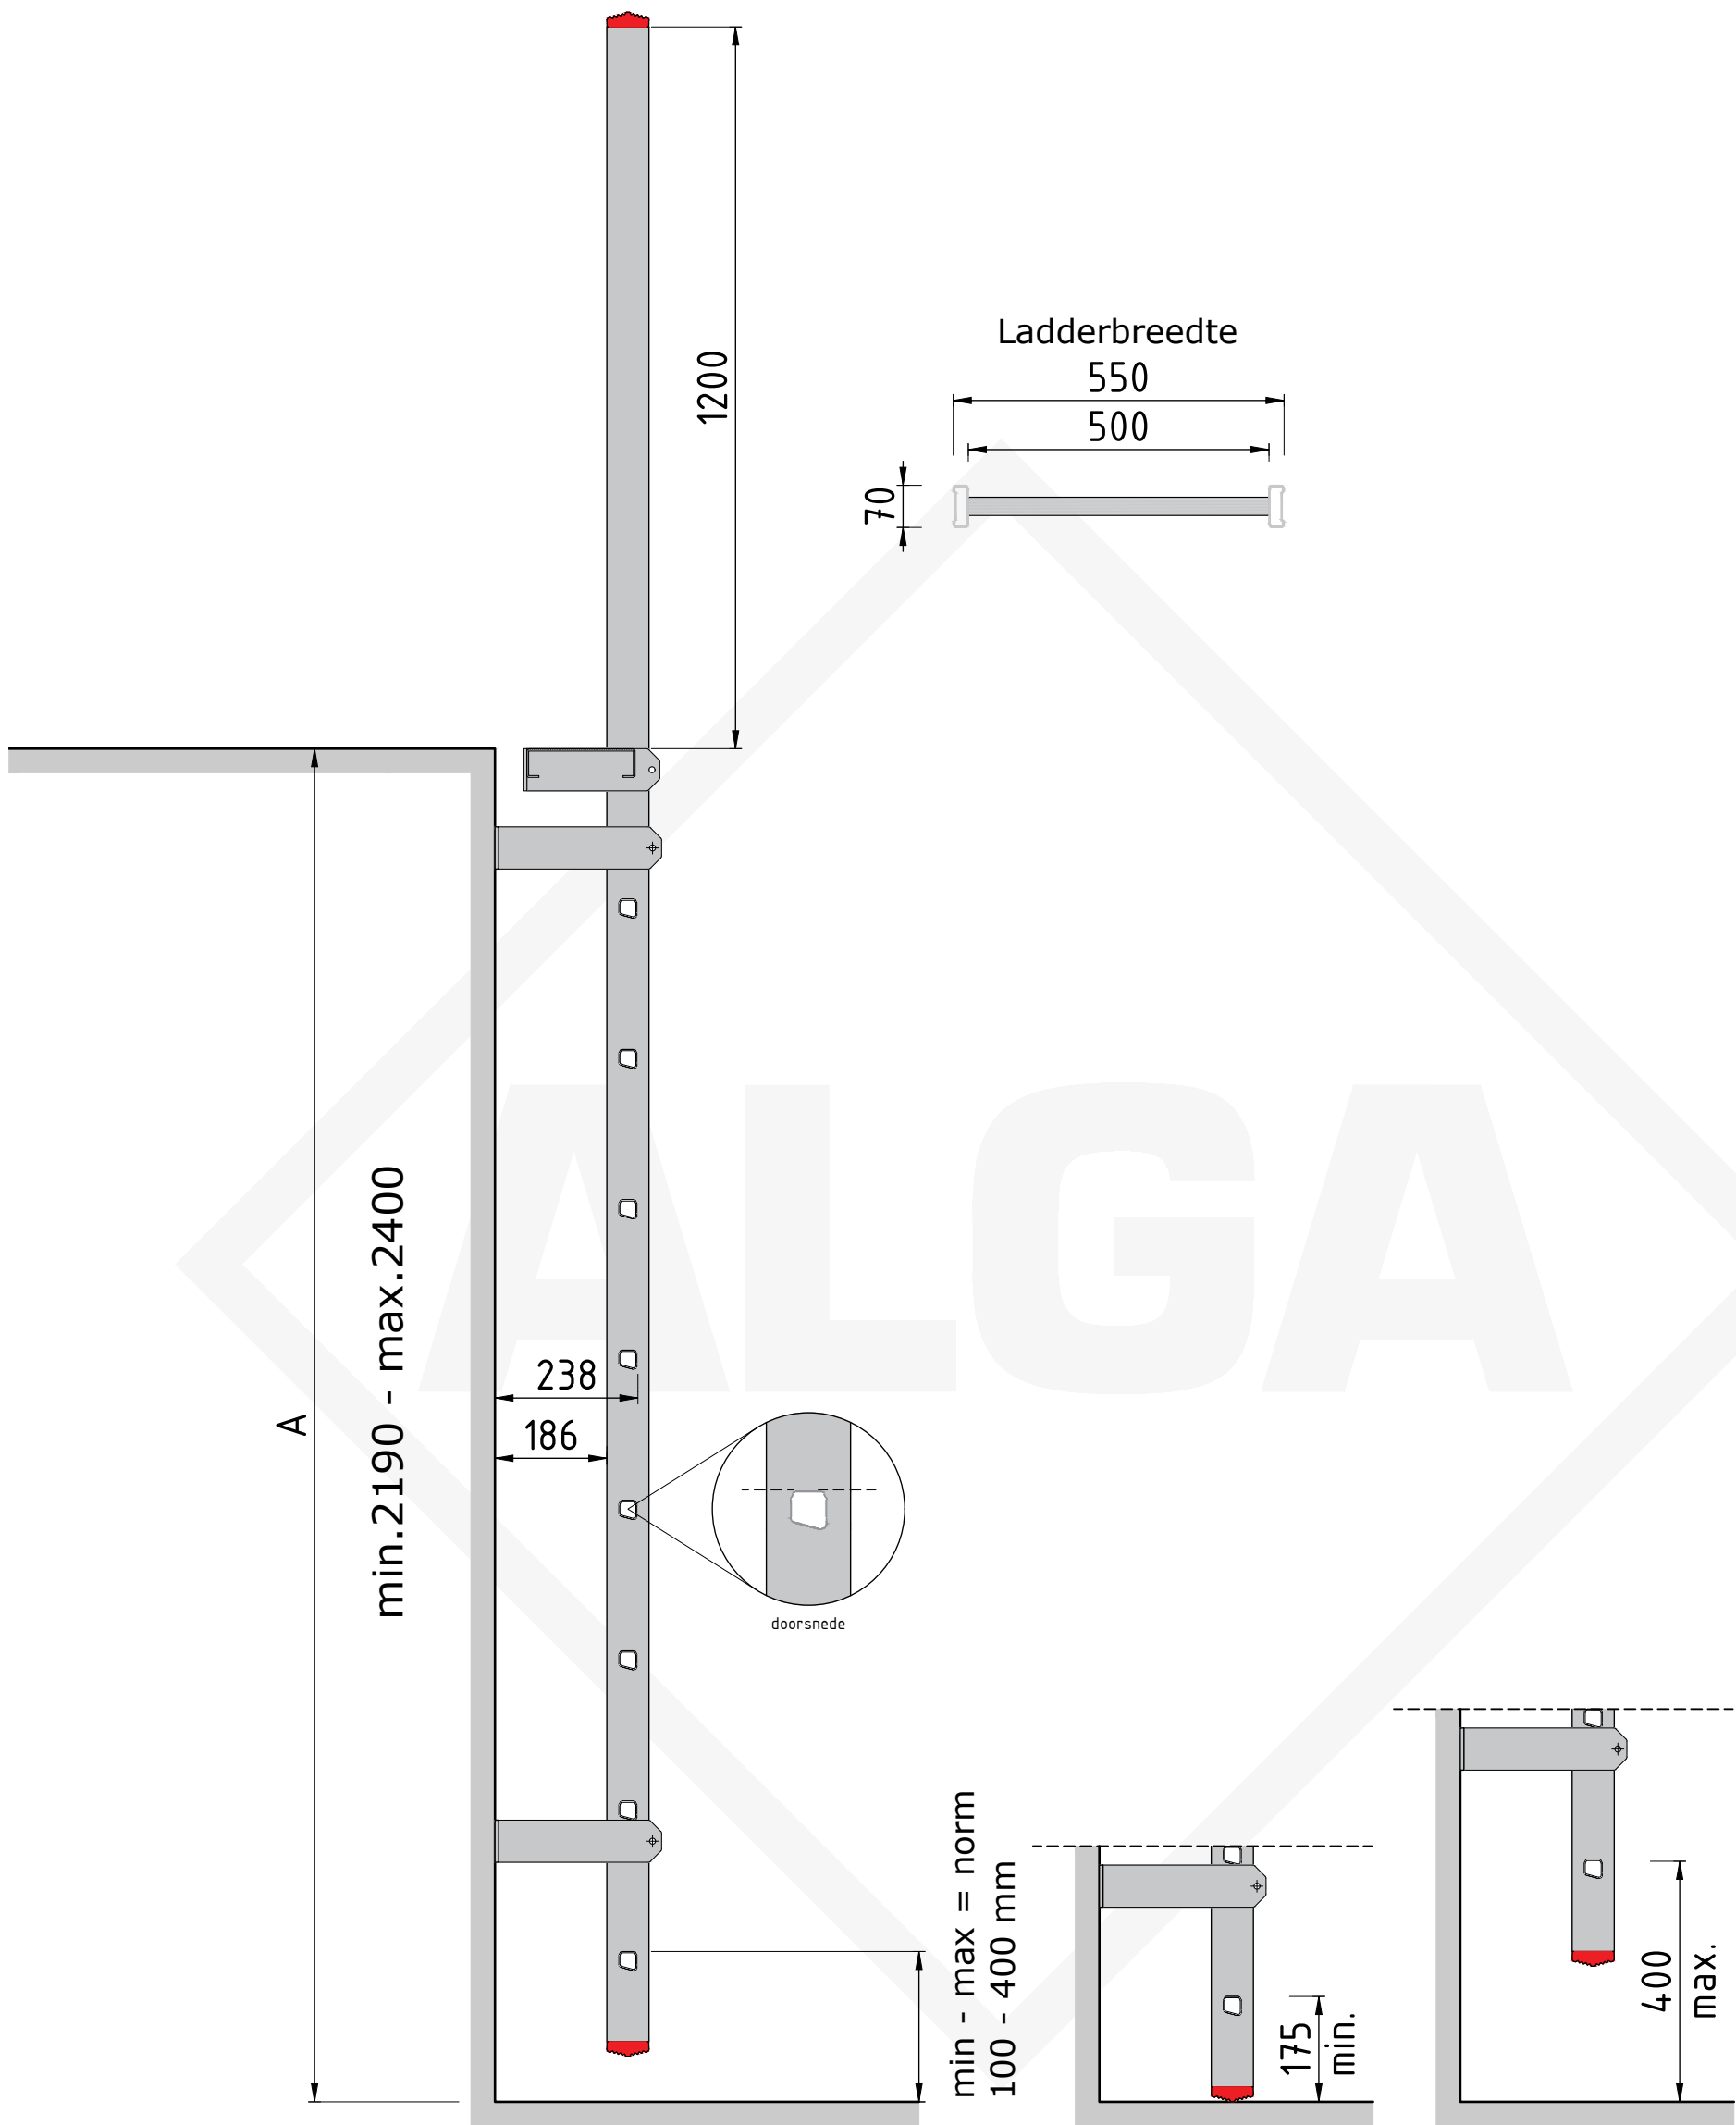 1200
Ladderbreedte
550
500
70
A
min.2190 - max.2400
238
186
doorsnede
min - max = norm
100 - 400 mm
175
min.
400
max.
ALGA